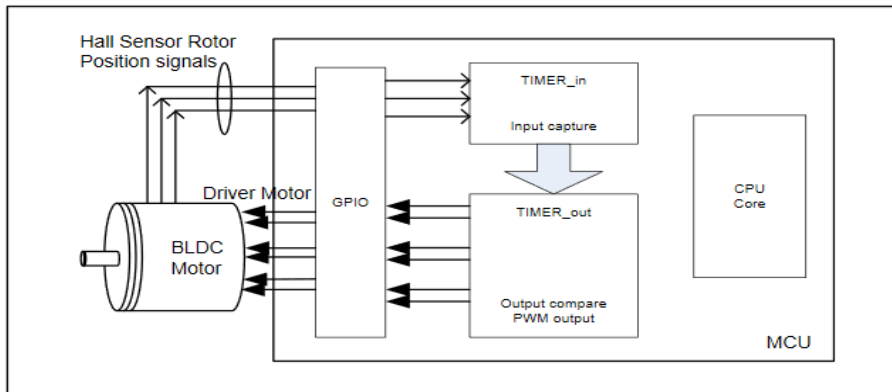 Hall Sensor Rotor
Position signals
TIMER_in
Input capture
Driver Motor
GPIO
TIMER_out
CPU
Core
BLDC
Motor
Output compare
PWM output
MCU